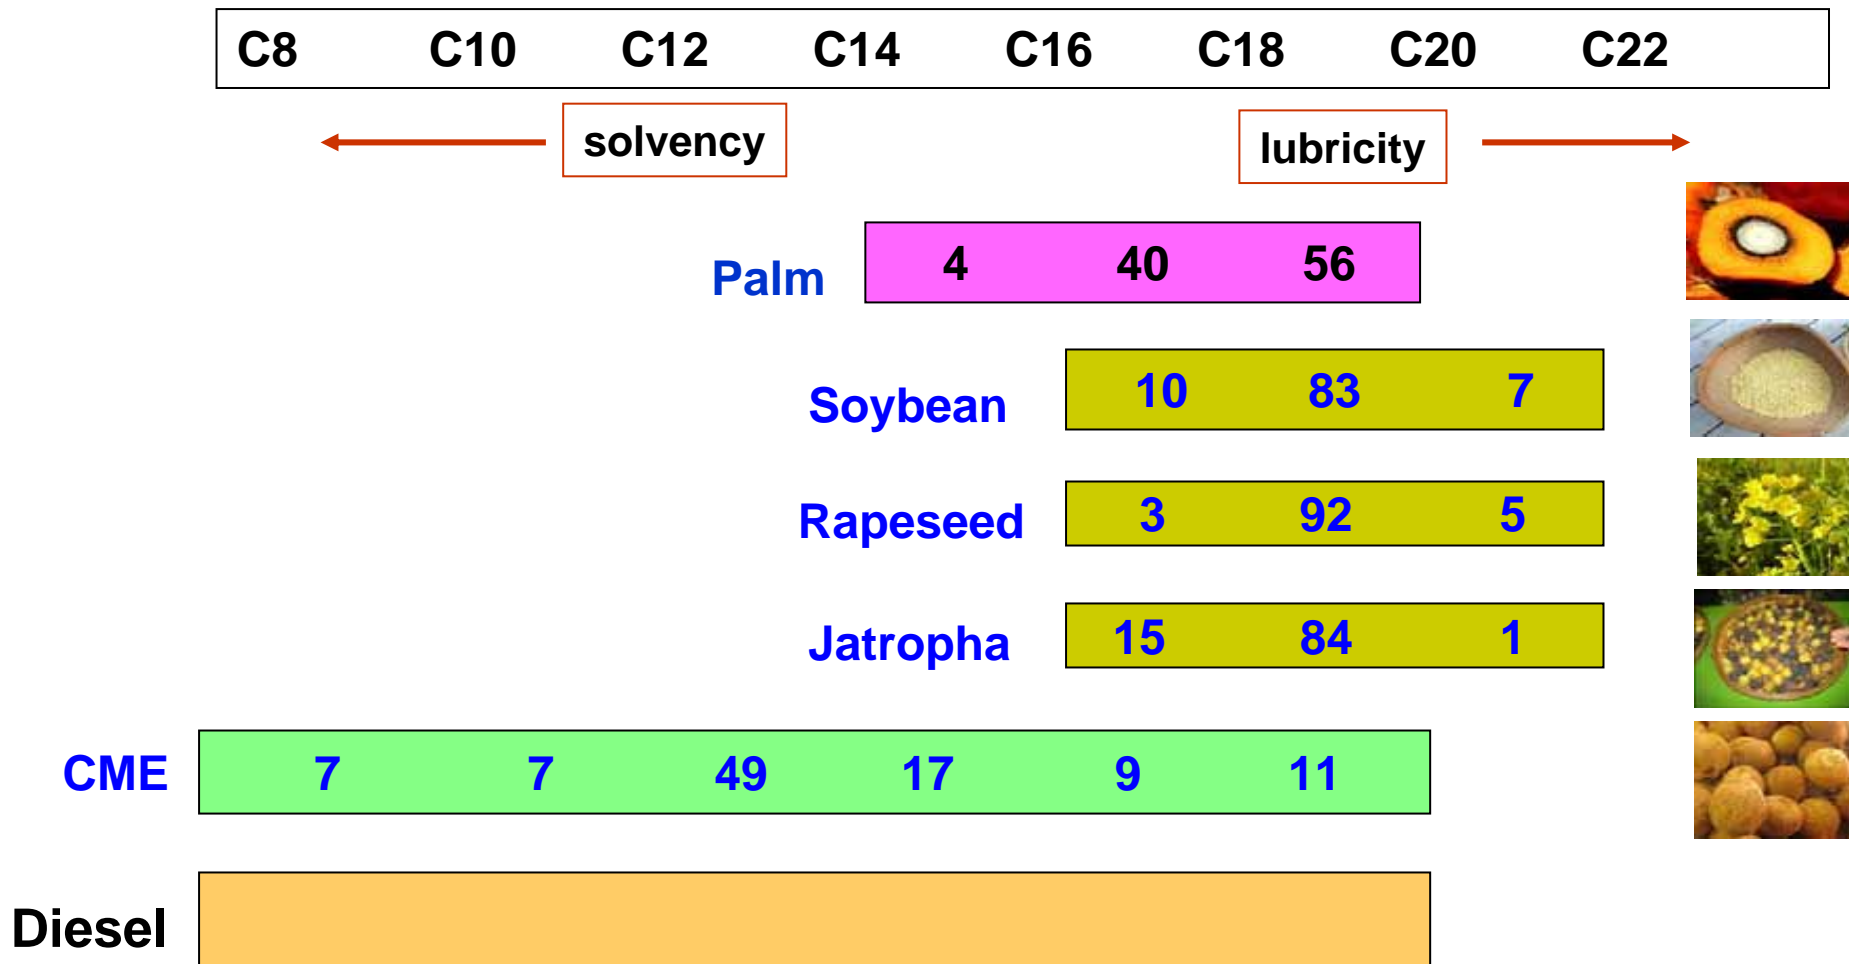 C8 C10 C12 C14 C16 C18 C20 C22
solvency lubricity
Palm 4 40 56
Soybean 10 83 7
Rapeseed 3 92 5
Jatropha 15 84 1
CME 7 7 49 17 9 11
Diesel